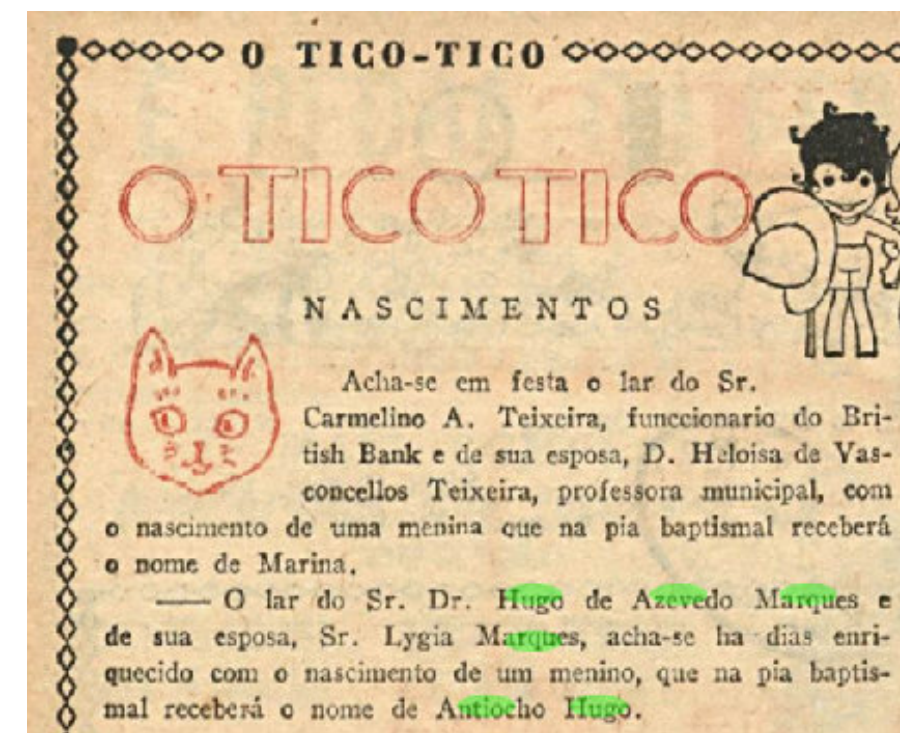 O TICO-TICO
O TICO TICO
NASCIMENTOS
Acha-se em festa o lar do Sr.
Carmelino A. Teixeira, funccionario do Bri-
tish Bank e de sua esposa, D. Heloisa de Vas-
concellos Teixeira, professora municipal, com
o nascimento de uma menina que na pia baptismal receberá
o nome de Marina.
— O lar do Sr. Dr. Hugo de Azevedo Marques e
de sua esposa, Sr. Lygia Marques, acha-se ha dias enri-
quecido com o nascimento de um menino, que na pia baptis-
mal receberá o nome de Antiocho Hugo.